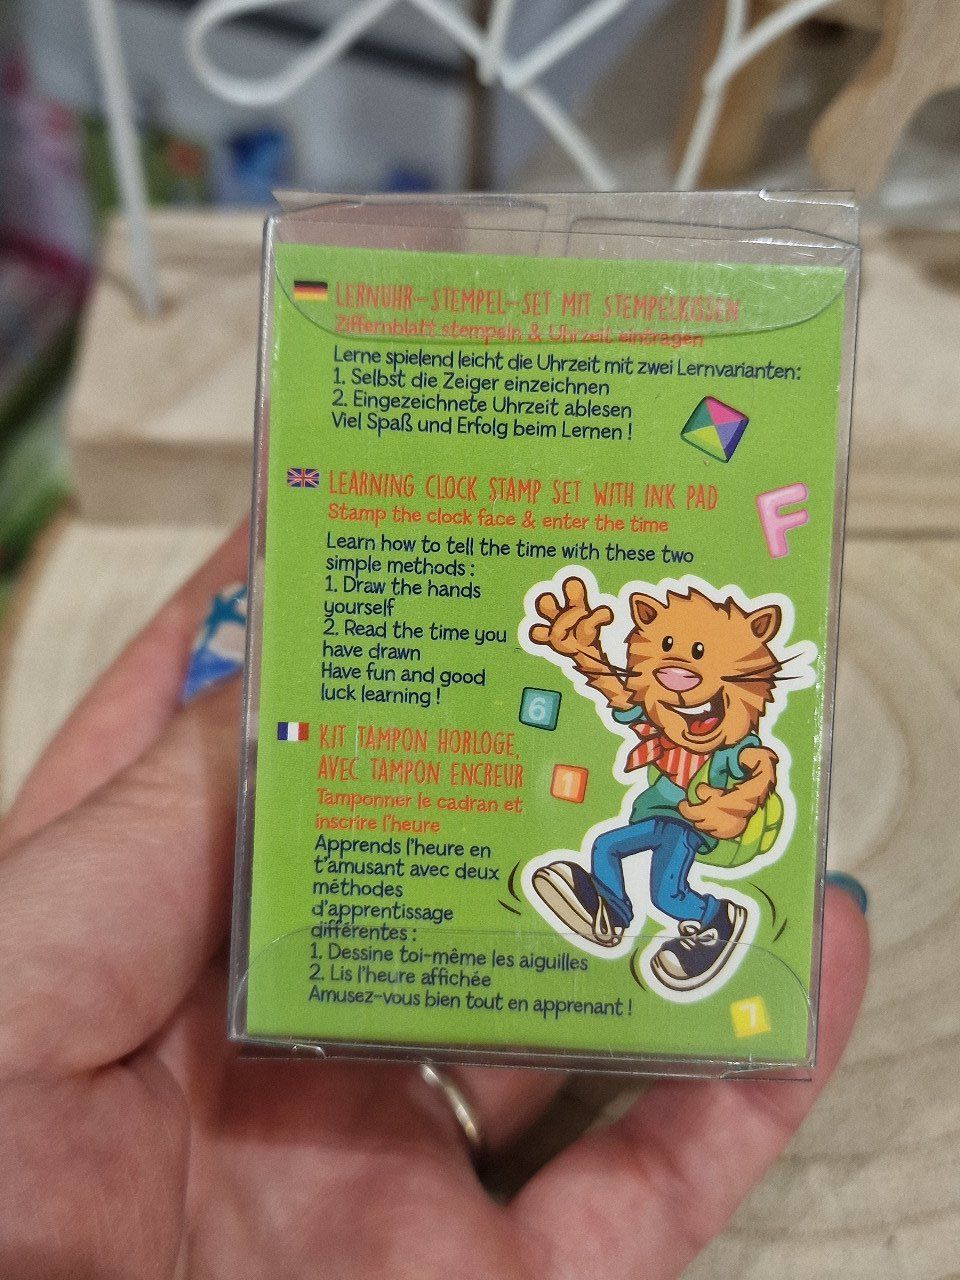 LERNUHR-STEMPEL-SET MIT STEMPELKISSEN
Ziffernblatt stempeln & Uhrzeit eintragen
Lerne spielend leicht die Uhrzeit mit zwei Lernvarianten:
1. Selbst die Zeiger einzeichnen
2. Eingezeichnete Uhrzeit ablesen
Viel Spaß und Erfolg beim Lernen !
F
LEARNING CLOCK STAMP SET WITH INK PAD
Stamp the clock face & enter the time
Learn how to tell the time with these two
simple methods :
1. Draw the hands
yourself
2. Read the time you
have drawn
Have fun and good
luck learning !
6
KIT TAMPON HORLOGE,
AVEC TAMPON ENCREUR
1
Tamponner le cadran et
inscrire l'heure
Apprends l'heure en
t'amusant avec deux
méthodes
d'apprentissage
différentes :
1. Dessine toi-même les aiguilles
2. Lis l'heure affichée
Amusez-vous bien tout en apprenant !
7